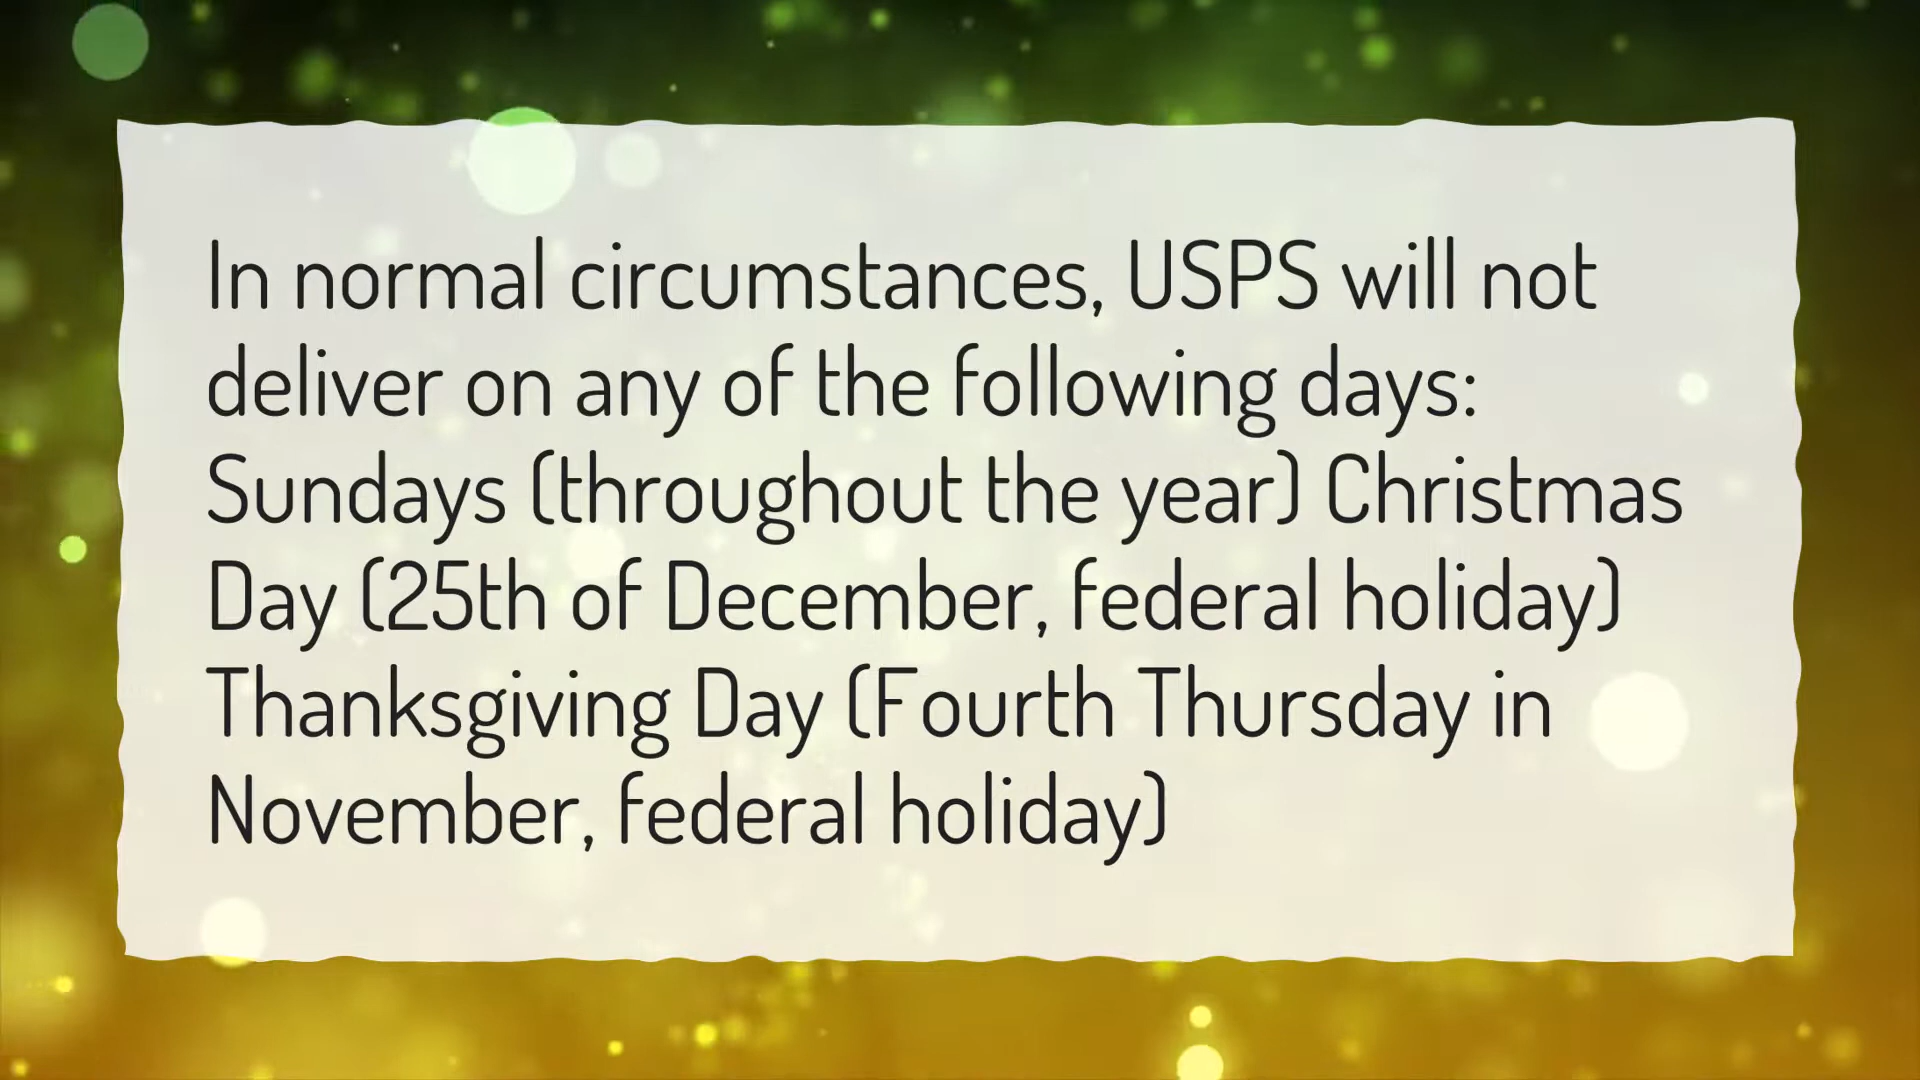 In normal circumstances, USPS will not
deliver on any of the following days:
Sundays (throughout the year) Christmas
Day (25th of December, federal holiday)
Thanksgiving Day (Fourth Thursday in
November, federal holiday)